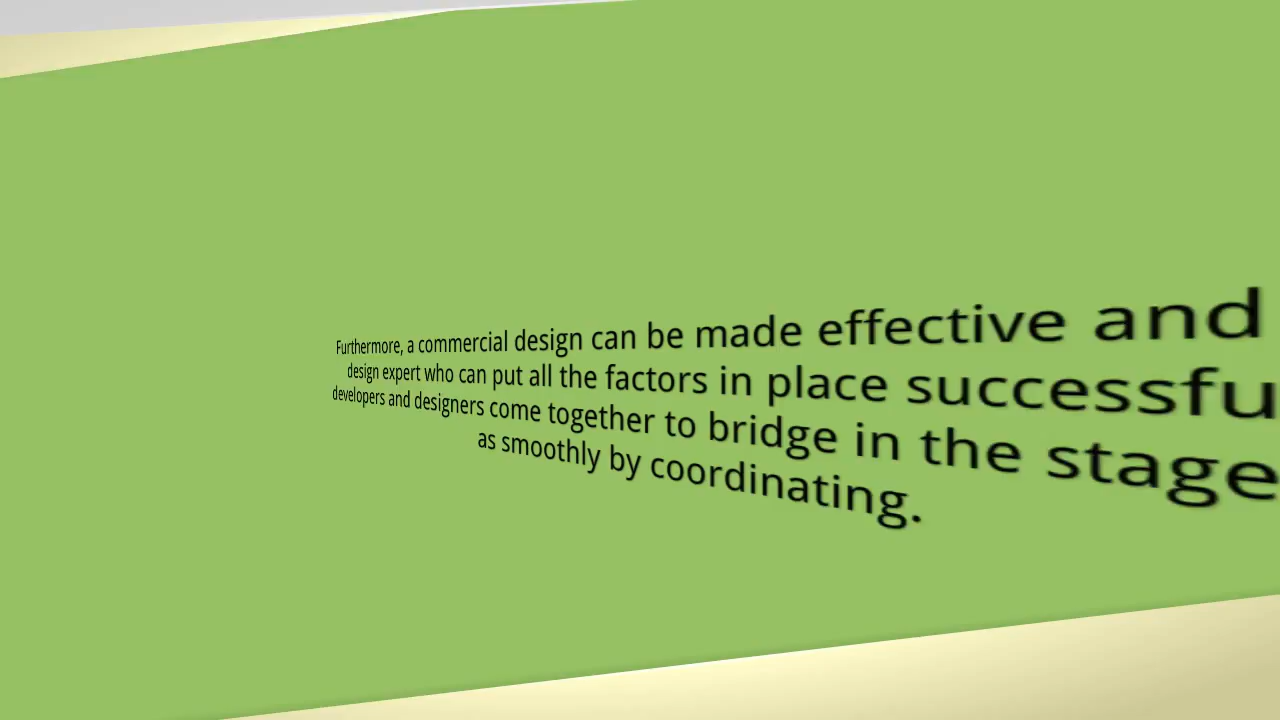 Furthermore, a commercial design can be made effective and
design expert who can put all the factors in place
developers and designers come together to bridge in the stage
as smoothly by coordinating.